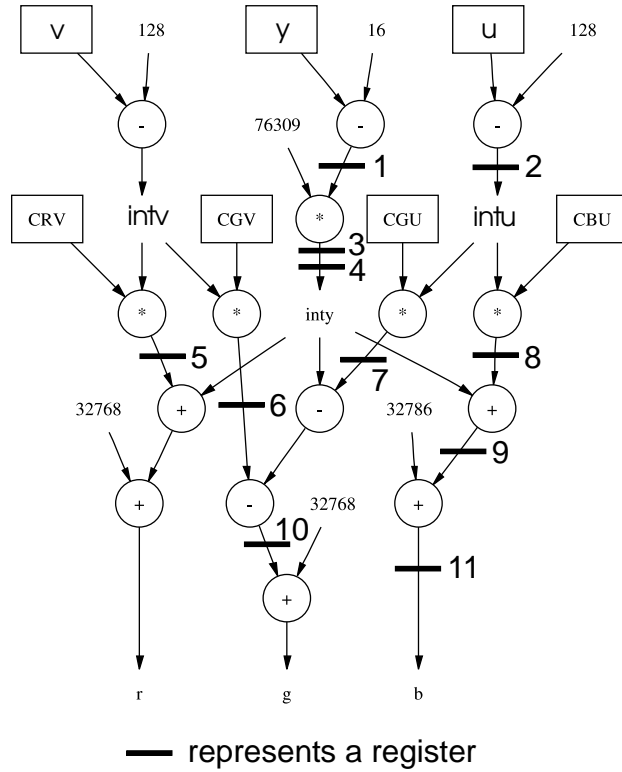 v 128 y 16 u 128
- - -
76309 1 2
CRV intv CGV * CGU intu CBU
3
4
* * inty * *
5 6 7 8
32768 + - 32786 +
9
+ - 32768 +
10 11
+
r g b
represents a register